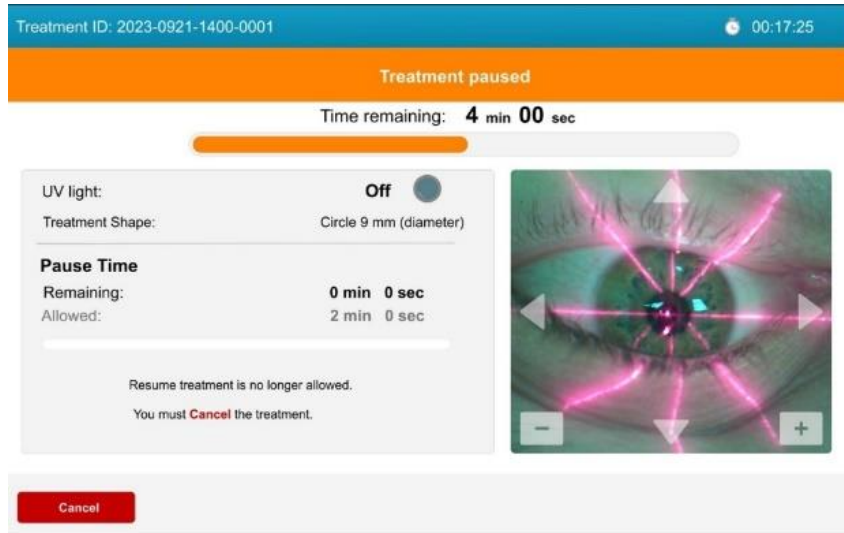 Treatment ID: 2023-0921-1400-0001 00:17:25
Treatment paused
Time remaining: 4 min 00 sec
UV light: Off
Treatment Shape: Circle 9 mm (diameter)
Pause Time
Remaining: 0 min 0 sec
Allowed: 2 min 0 sec
Resume treatment is no longer allowed.
You must Cancel the treatment.
- +
Cancel